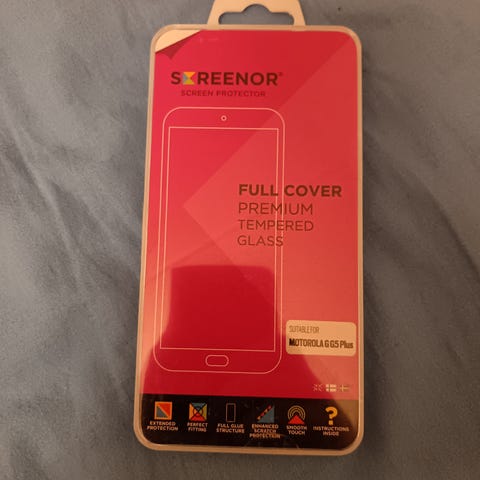 SCREENOR®
SCREEN PROTECTOR
FULL COVER
PREMIUM
TEMPERED
GLASS
SUITABLE FOR
MOTOROLA G G5 Plus
EXTENDED
PROTECTION
PERFECT
FITTING
FULL GLUE
STRUCTURE
ENHANCED
SCRATCH
PROTECTION
SMOOTH
TOUCH
?
INSTRUCTIONS
INSIDE